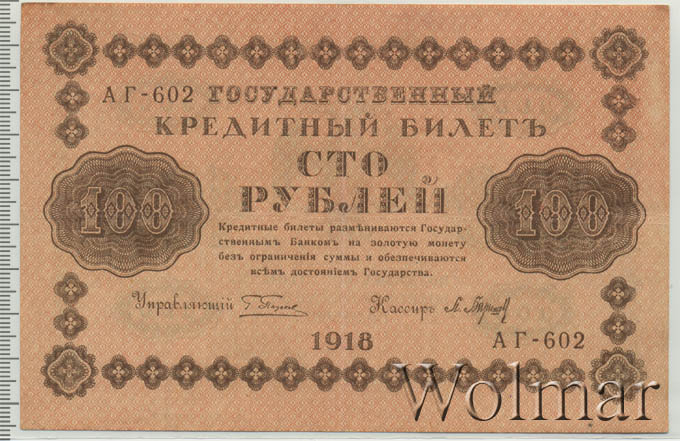 АГ-602 ГОСУДАРСТВЕННЫЙ
КРЕДИТНЫЙ БИЛЕТЪ
СТО
РУБЛЕЙ
100 100
Кредитные билеты размѣниваются Государ-
ственнымъ Банкомъ на золотую монету
безъ ограниченія суммы и обезпечиваются
всѣмъ достояніемъ Государства.
Управляющій Кассиръ
1918 АГ-602
Wolmar